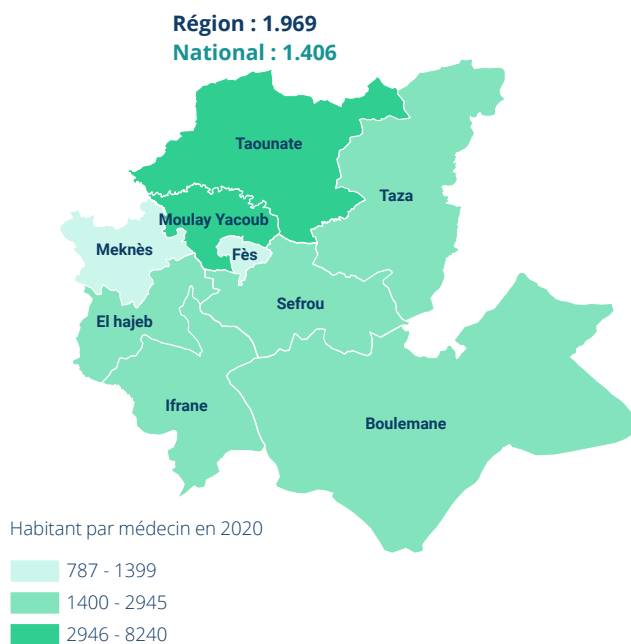 Région : 1.969
National : 1.406
Taounate
Taza
Moulay Yacoub
Meknès
Fès
Sefrou
El hajeb
Ifrane
Boulemane
Habitant par médecin en 2020
787 - 1399
1400 - 2945
2946 - 8240